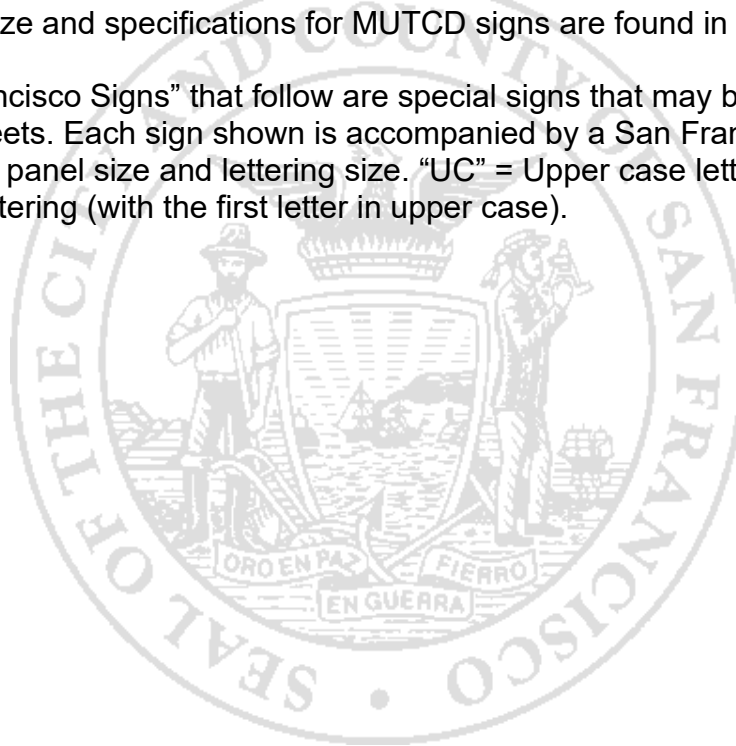 ze and specifications for MUTCD signs are found in
ncisco Signs” that follow are special signs that may b
eets. Each sign shown is accompanied by a San Fran
panel size and lettering size. “UC” = Upper case lett
tering (with the first letter in upper case).
SEAL OF THE CITY AND COUNTY OF SAN FRANCISCO
ORO EN PAZ
FIERRO
EN GUERRA